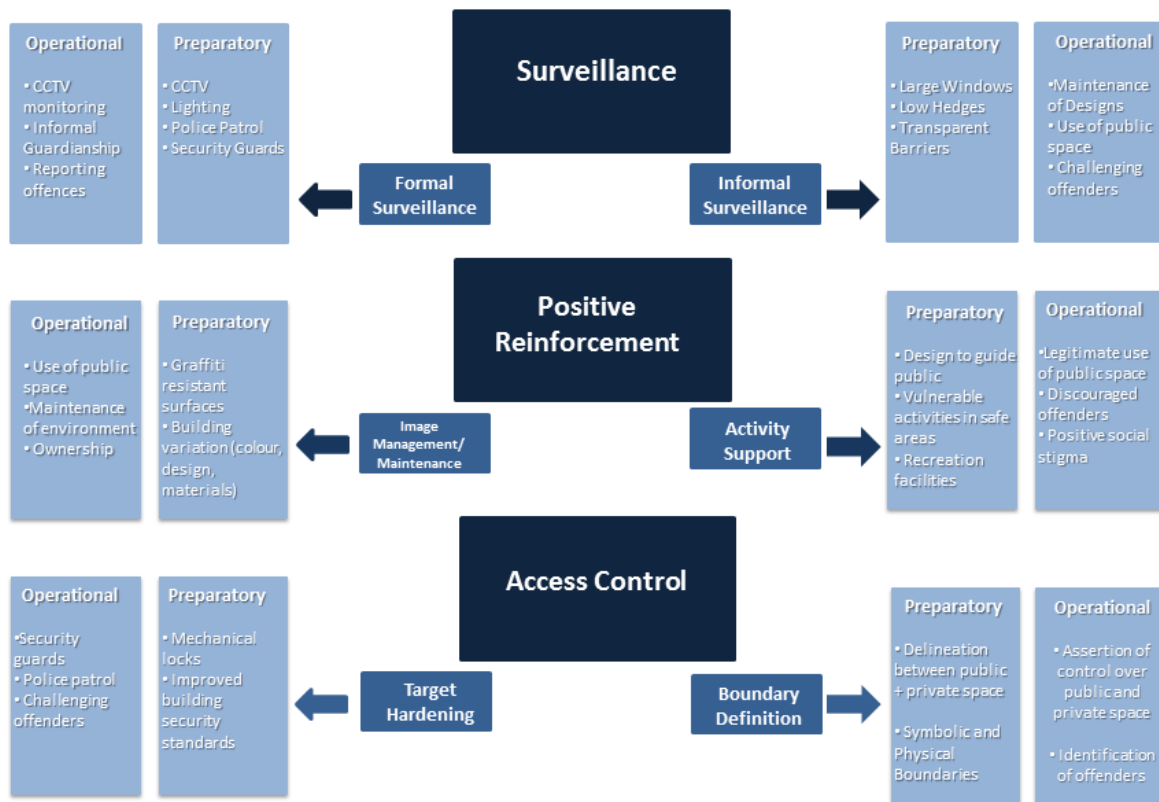 Surveillance
Operational
• CCTV
monitoring
• Informal
Guardianship
• Reporting
offences
Preparatory
• CCTV
• Lighting
• Police Patrol
• Security Guards
Formal
Surveillance
Informal
Surveillance
Preparatory
• Large Windows
• Low Hedges
• Transparent
Barriers
Operational
• Maintenance
of Designs
• Use of public
space
• Challenging
offenders
Positive
Reinforcement
Operational
• Use of public
space
• Maintenance
of environment
• Ownership
Preparatory
• Graffiti
resistant
surfaces
• Building
variation (colour,
design,
materials)
Image
Management/
Maintenance
Activity
Support
Preparatory
• Design to guide
public
• Vulnerable
activities in safe
areas
• Recreation
facilities
Operational
•Legitimate use
of public space
• Discouraged
offenders
• Positive social
stigma
Access Control
Operational
•Security
guards
• Police patrol
• Challenging
offenders
Preparatory
• Mechanical
locks
• Improved
building
security
standards
Target
Hardening
Boundary
Definition
Preparatory
• Delineation
between public
+ private space
• Symbolic and
Physical
Boundaries
Operational
• Assertion of
control over
public and
private space
• Identification
of offenders